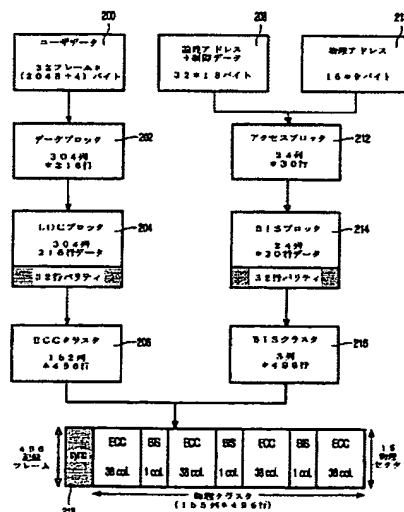 200
ユーザデータ
32フレーム*
(2048+4)バイト
208
論理アドレス
+制御データ
32*18バイト
21
物理アドレス
16*9バイト
202
データブロック
304列
*216行
212
アクセスブロック
24列
*30行
204
LDCブロック
304列
216行データ
32行パリティ
214
BISブロック
24列
*30行データ
32行パリティ
206
ECCクラスタ
152列
*496行
216
BISクラスタ
3列
*496行
496
フレーム
ECC
38 col.
BIS
1 col.
ECC
38 col.
BIS
1 col.
ECC
38 col.
BIS
1 col.
ECC
38 col.
16
物理
セクタ
218
物理クラスタ
(155列*496行)